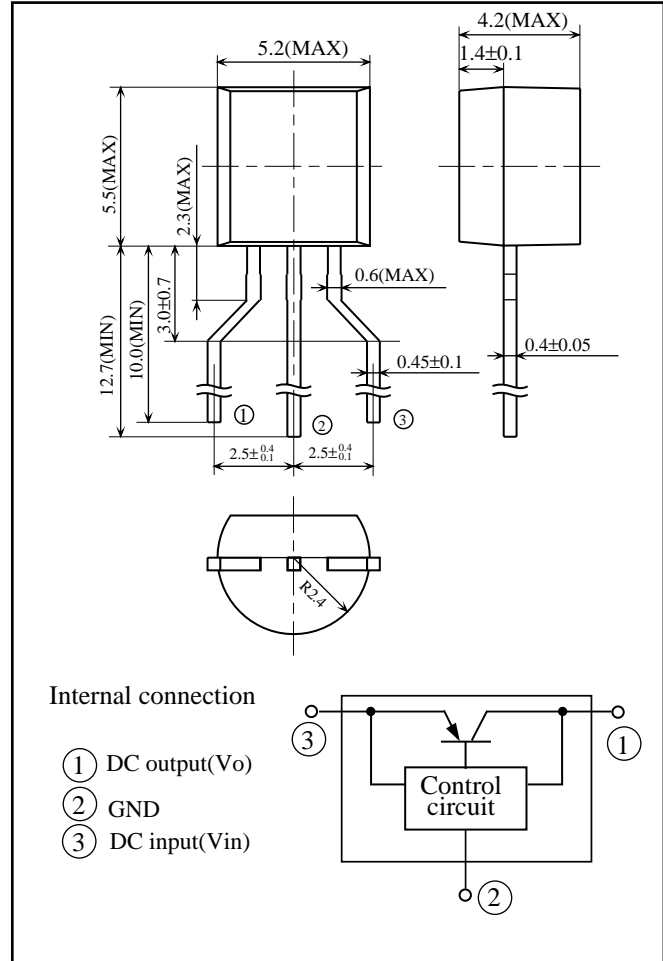 5.2(MAX)
4.2(MAX)
1.4±0.1
5.5(MAX)
2.3(MAX)
12.7(MIN)
10.0(MIN)
3.0±0.7
0.6(MAX)
0.45±0.1
0.4±0.05
① ② ③
2.5±0.4 0.1 2.5±0.4 0.1
R2.4
Internal connection
① DC output(Vo)
② GND
③ DC input(Vin)
③ ①
Control
circuit
②